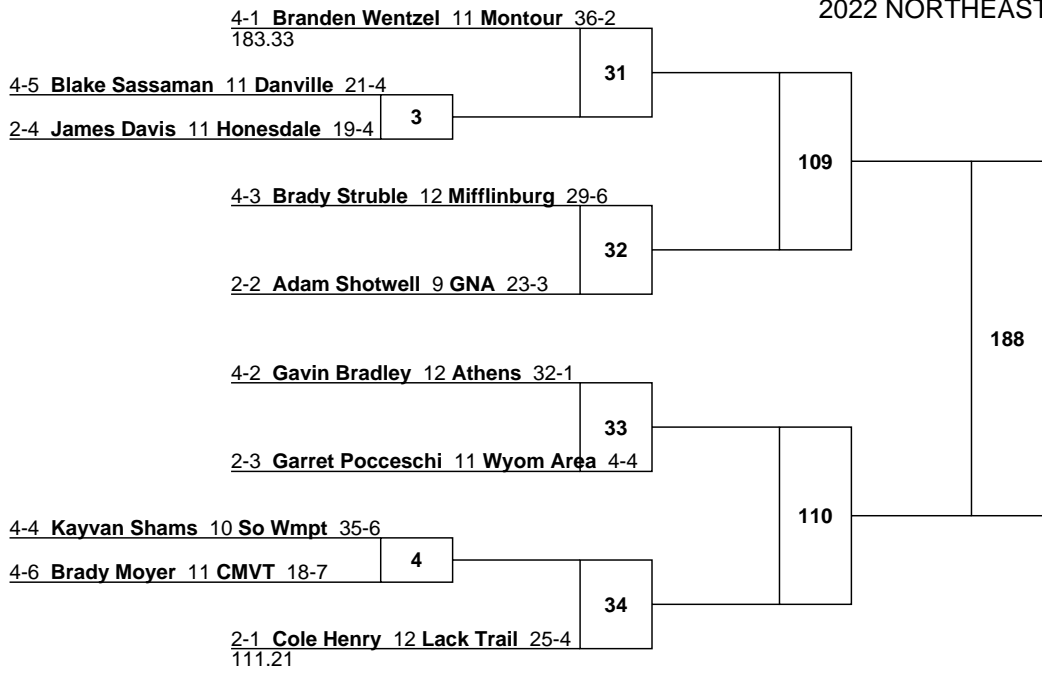 2022 NORTHEAST
4-1 Branden Wentzel 11 Montour 36-2
183.33
31
4-5 Blake Sassaman 11 Danville 21-4
3
2-4 James Davis 11 Honesdale 19-4
109
4-3 Brady Struble 12 Mifflinburg 29-6
32
2-2 Adam Shotwell 9 GNA 23-3
188
4-2 Gavin Bradley 12 Athens 32-1
33
2-3 Garret Pocceschi 11 Wyom Area 4-4
110
4-4 Kayvan Shams 10 So Wmpt 35-6
4
4-6 Brady Moyer 11 CMVT 18-7
34
2-1 Cole Henry 12 Lack Trail 25-4
111.21